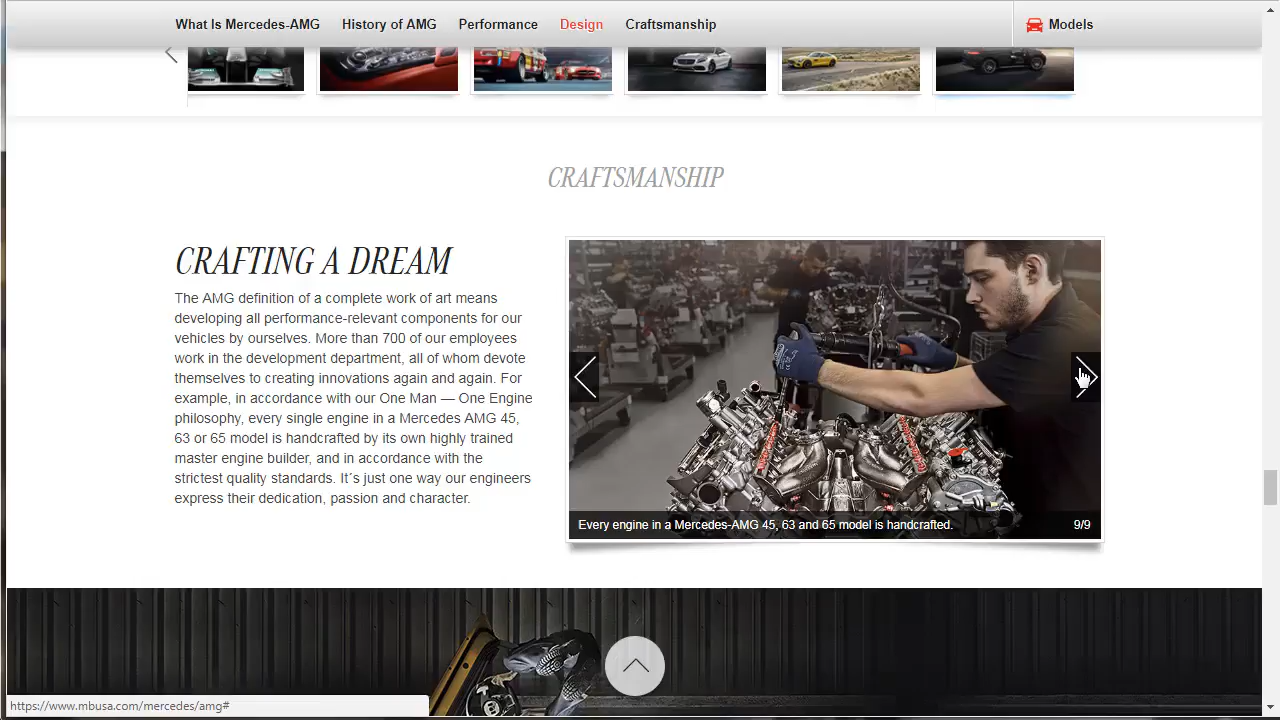 What Is Mercedes-AMG History of AMG Performance Design Craftsmanship Models
CRAFTSMANSHIP
CRAFTING A DREAM
The AMG definition of a complete work of art means
developing all performance-relevant components for our
vehicles by ourselves. More than 700 of our employees
work in the development department, all of whom devote
themselves to creating innovations again and again. For
example, in accordance with our One Man — One Engine
philosophy, every single engine in a Mercedes AMG 45,
63 or 65 model is handcrafted by its own highly trained
master engine builder, and in accordance with the
strictest quality standards. It´s just one way our engineers
express their dedication, passion and character.
Every engine in a Mercedes-AMG 45, 63 and 65 model is handcrafted. 9/9
https://www.mbusa.com/mercedes/amg#